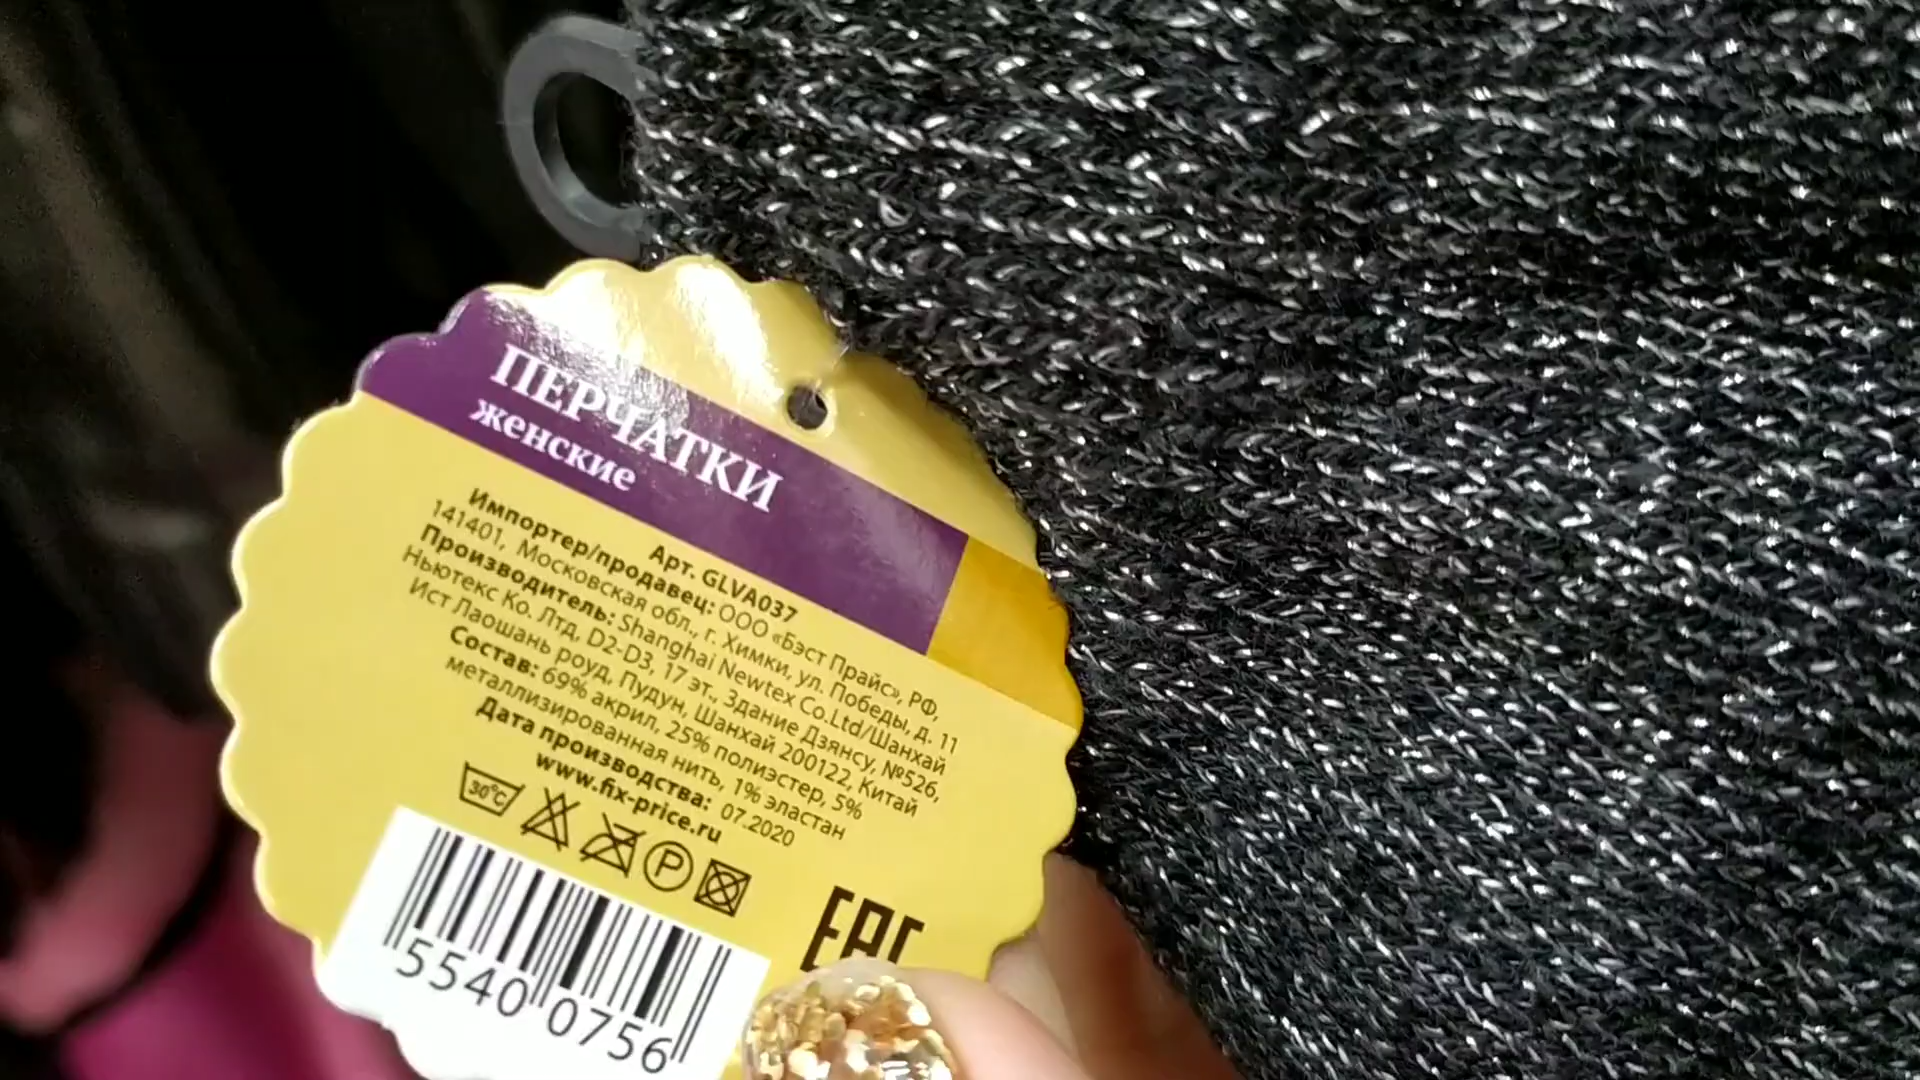 ПЕРЧАТКИ
женские
Арт. GLVA037
Импортер/продавец: ООО «Бэст Прайс», РФ,
141401, Московская обл., г. Химки, ул. Победы, д. 11
Производитель: Shanghai Newtex Co.Ltd/Шанхай
Ньютекс Ко. Лтд, D2-D3, 17 эт, Здание Дзянсу, №526,
Ист Лаошань роуд, Пудун, Шанхай 200122, Китай
Состав: 69% акрил, 25% полиэстер, 5%
металлизированная нить, 1% эластан
Дата производства: 07.2020
www.fix-price.ru
30°C
P
EAC
5540 0756